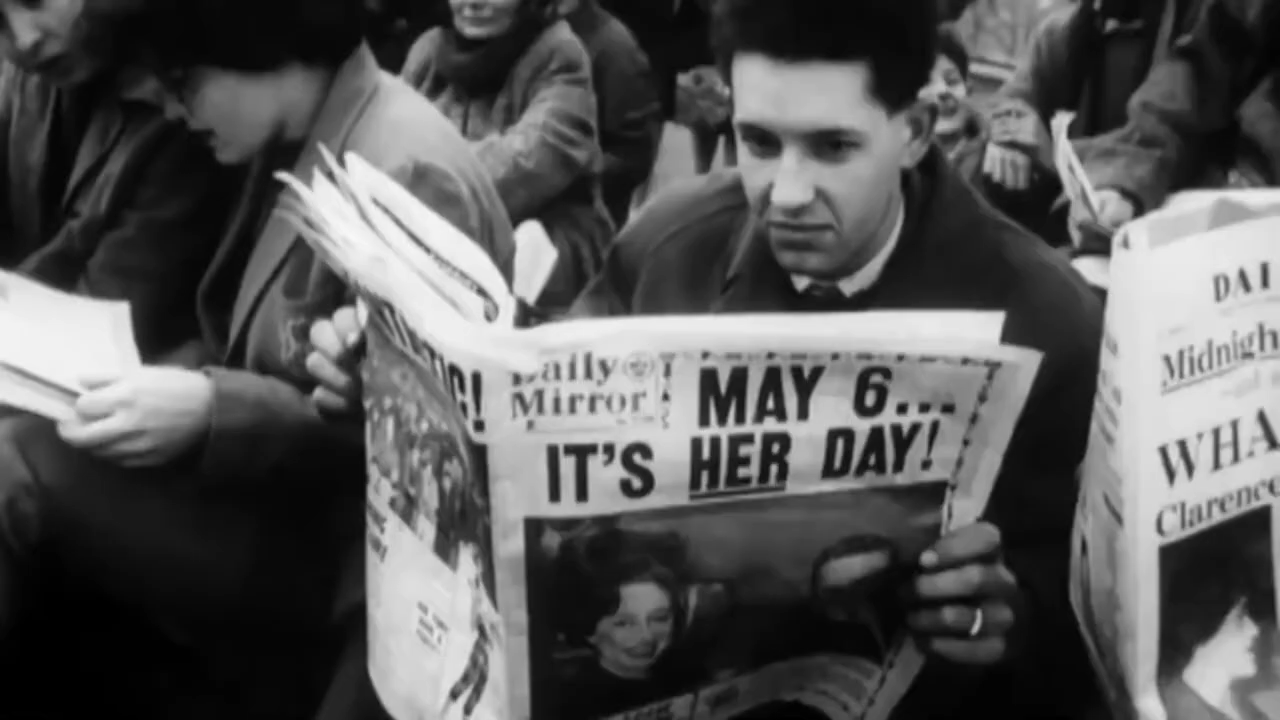 Daily
Mirror
MAY 6...
IT'S HER DAY!
DAI
Midnigh
WHA
Clarence